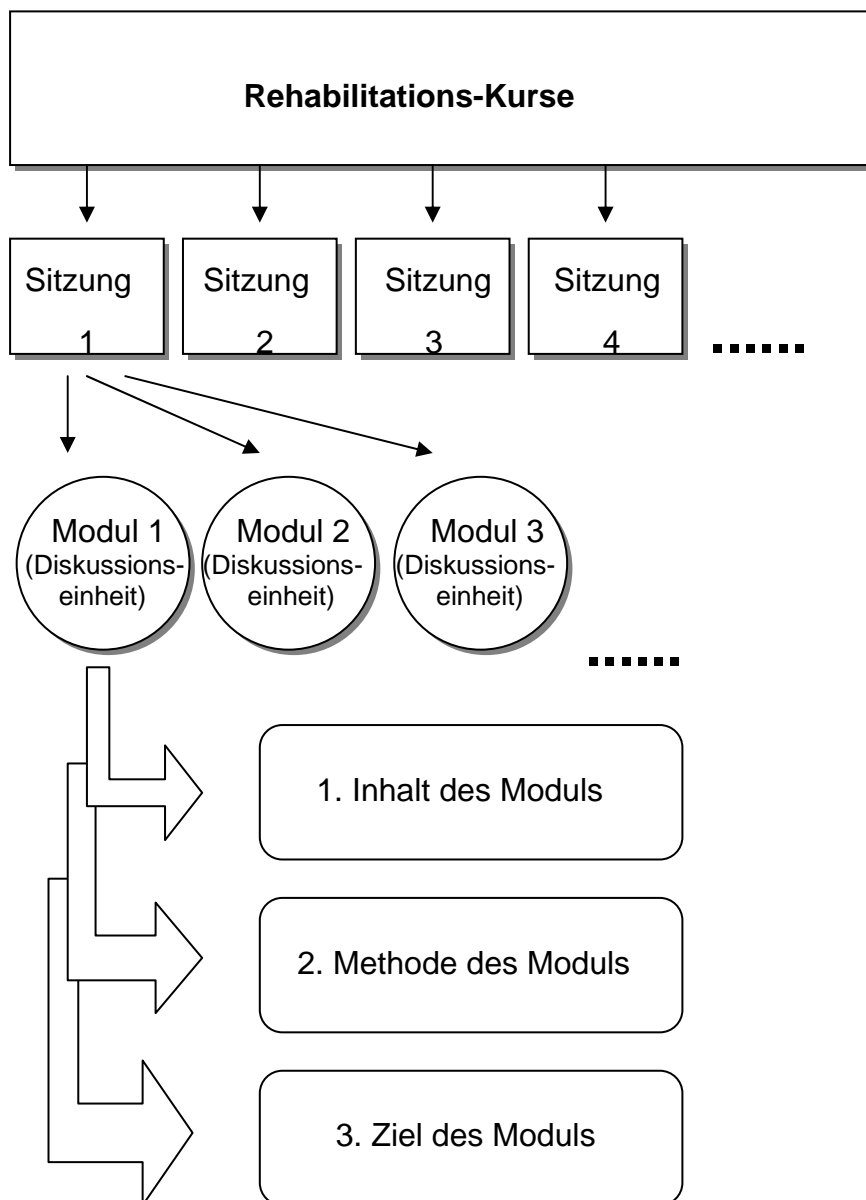 Rehabilitations-Kurse
Sitzung
1
Sitzung
2
Sitzung
3
Sitzung
4
Modul 1
(Diskussions-
einheit)
Modul 2
(Diskussions-
einheit)
Modul 3
(Diskussions-
einheit)
1. Inhalt des Moduls
2. Methode des Moduls
3. Ziel des Moduls